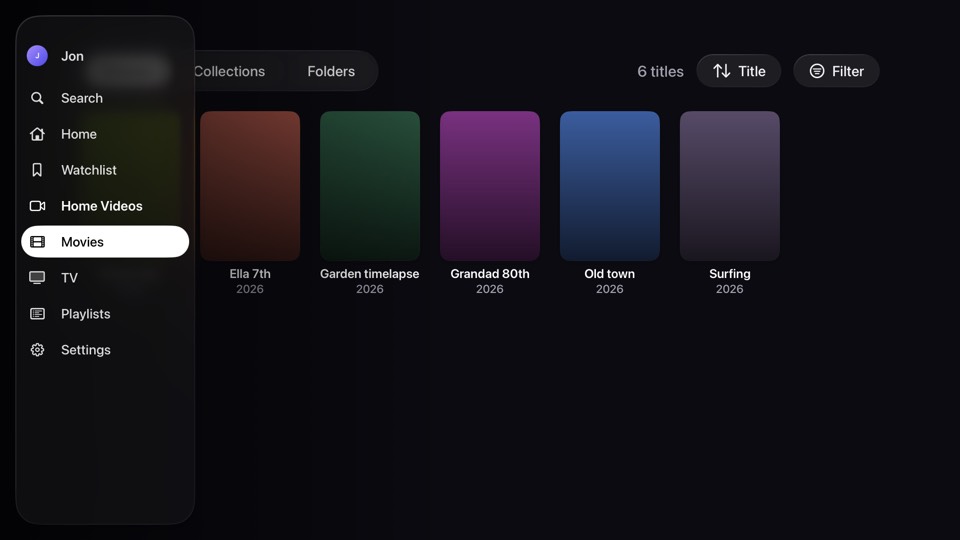 J
Jon
Search
Home
Watchlist
Home Videos
Movies
TV
Playlists
Settings
Collections
Folders
6 titles
Title
Filter
Ella 7th
2026
Garden timelapse
2026
Grandad 80th
2026
Old town
2026
Surfing
2026